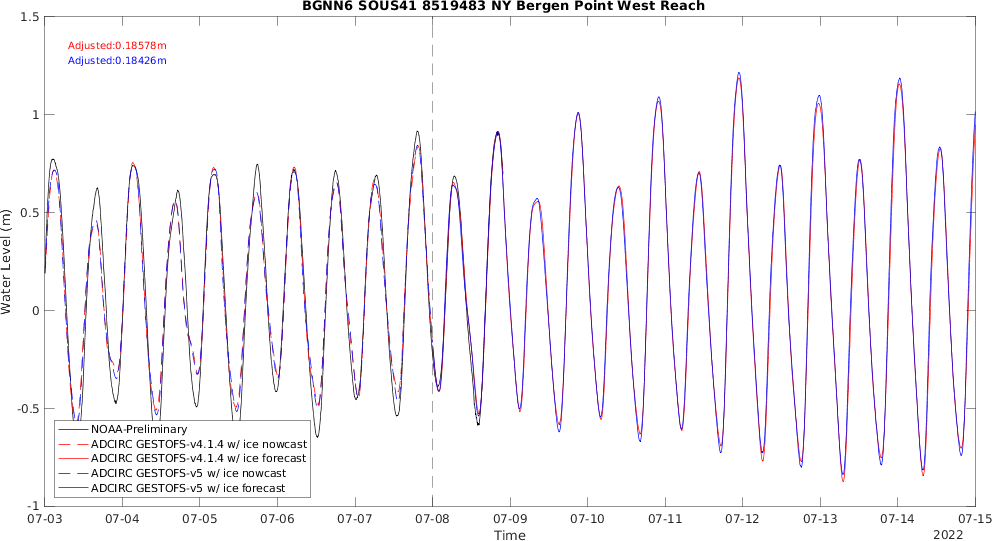 BGNN6 SOUS41 8519483 NY Bergen Point West Reach
1.5
Adjusted:0.18578m
Adjusted:0.18426m
1
0.5
Water Level (m)
0
-0.5
NOAA-Preliminary
ADCIRC GESTOFS-v4.1.4 w/ ice nowcast
ADCIRC GESTOFS-v4.1.4 w/ ice forecast
ADCIRC GESTOFS-v5 w/ ice nowcast
ADCIRC GESTOFS-v5 w/ ice forecast
-1
07-03 07-04 07-05 07-06 07-07 07-08 07-09 07-10 07-11 07-12 07-13 07-14 07-15
Time 2022